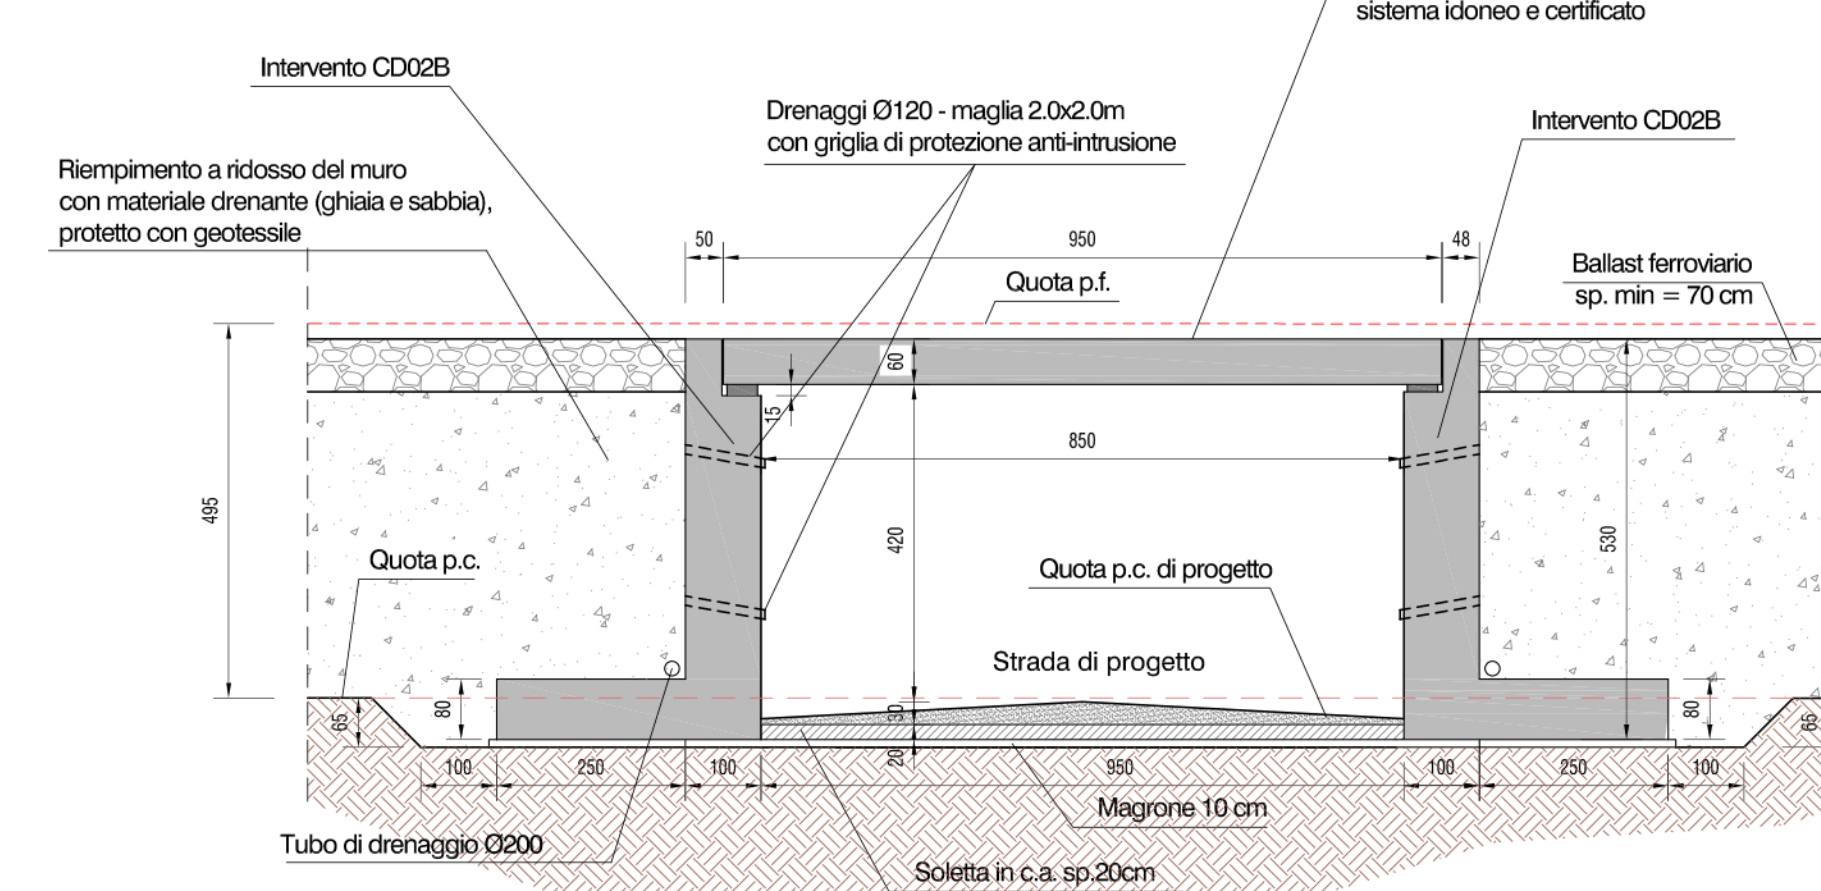 sistema idoneo e certificato
Intervento CD02B
Drenaggi Ø120 - maglia 2.0x2.0m
con griglia di protezione anti-intrusione
Intervento CD02B
Riempimento a ridosso del muro
con materiale drenante (ghiaia e sabbia),
protetto con geotessile
50
950
48
Quota p.f.
Ballast ferroviario
sp. min = 70 cm
60
15
850
495
420
530
Quota p.c.
Quota p.c. di progetto
Strada di progetto
65
80
30
80
65
20
100
250
100
950
100
250
100
Magrone 10 cm
Tubo di drenaggio Ø200
Soletta in c.a. sp.20cm